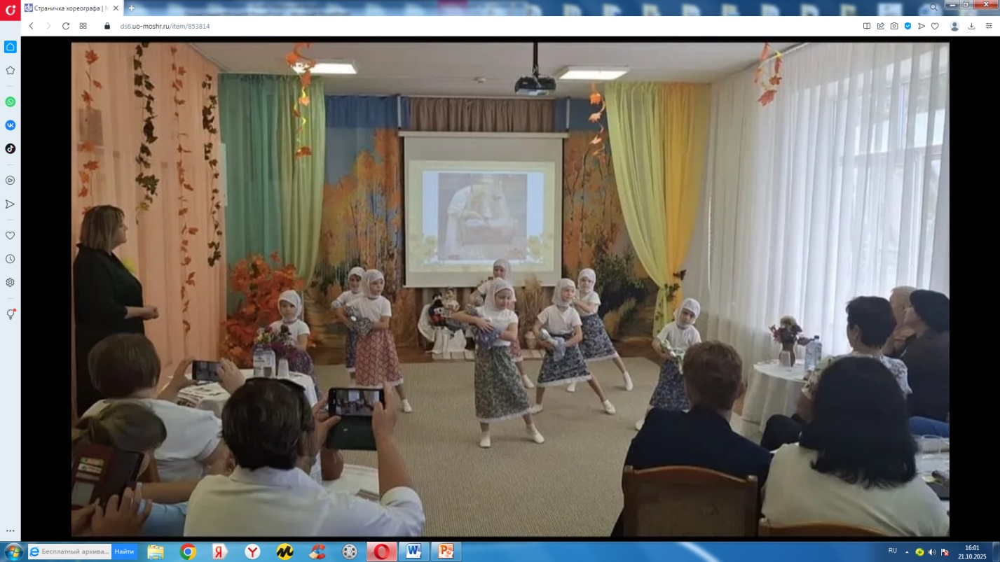 Страничка хореографа | М
ds6.uo-moshr.ru/item/853814
Бесплатный архива...
Найти
RU
16:01
21.10.2025